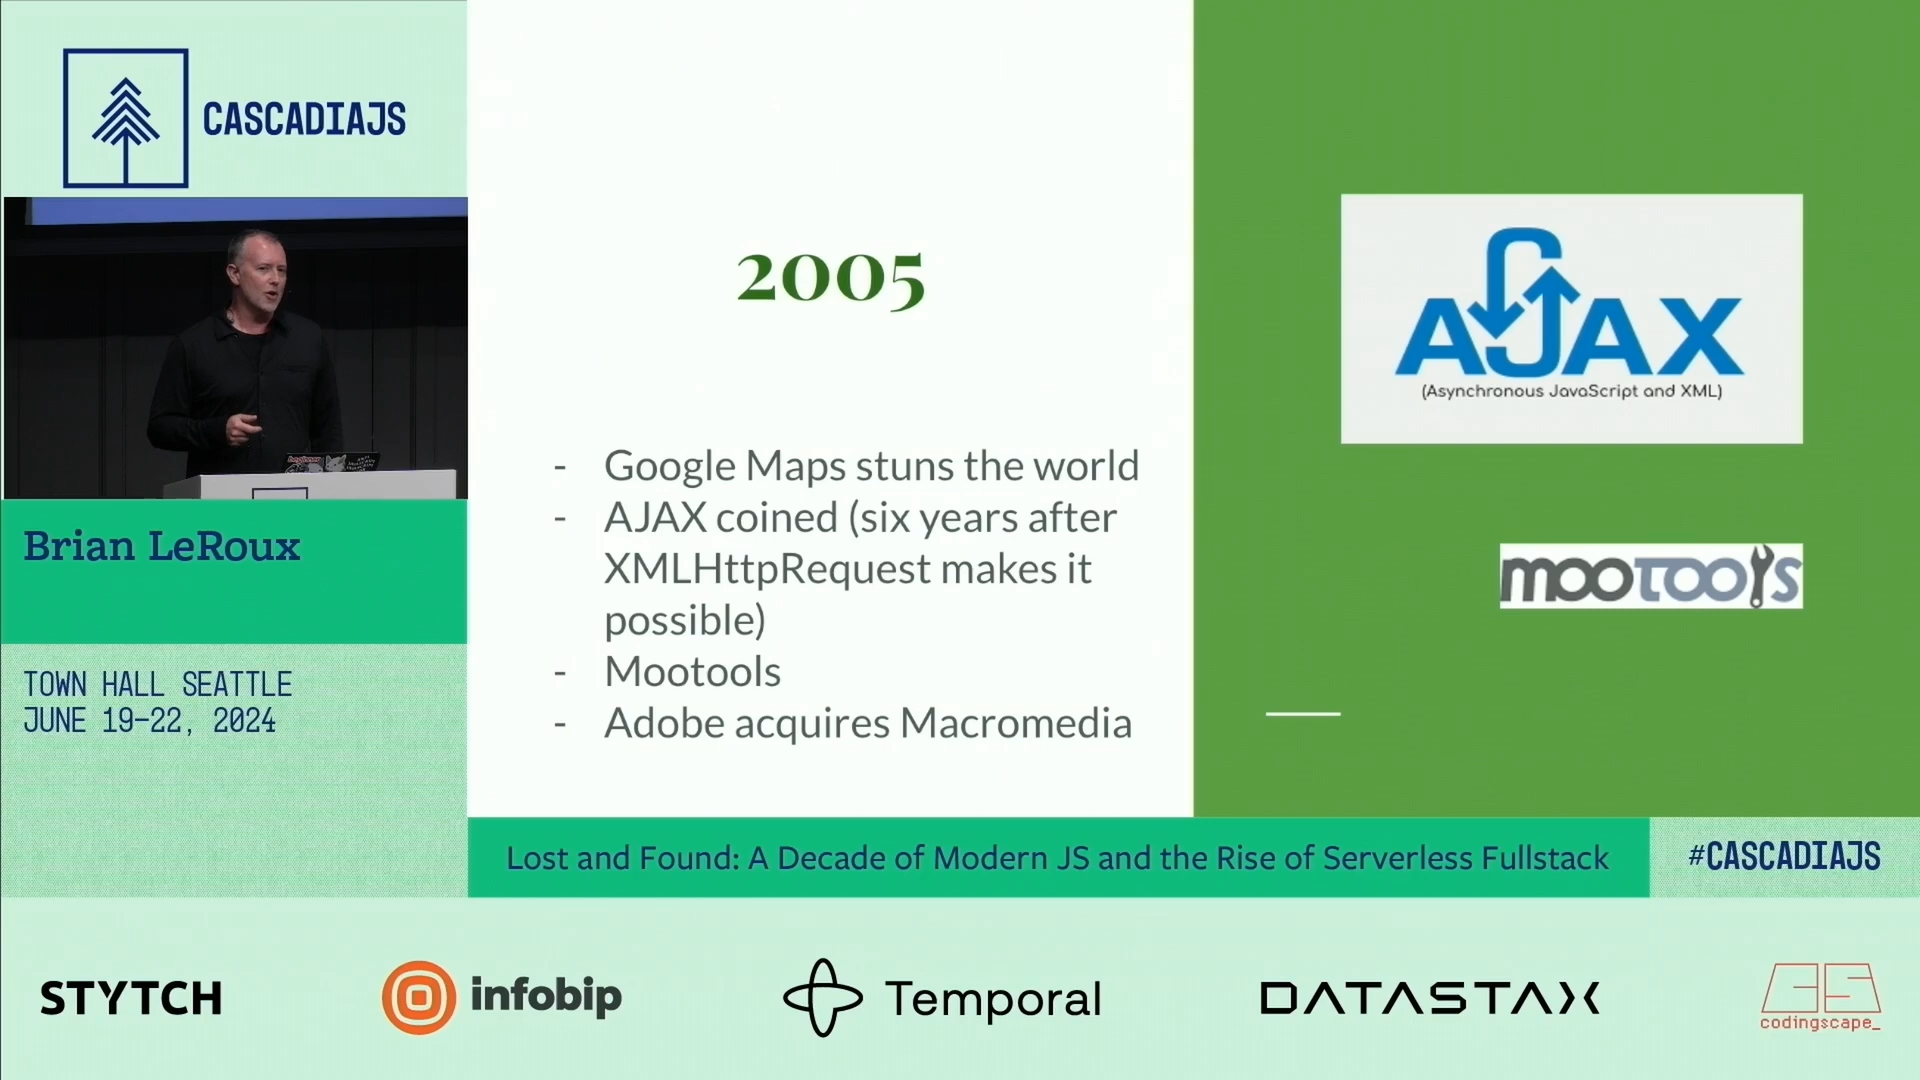 CASCADIAJS
Brian LeRoux
TOWN HALL SEATTLE
JUNE 19-22, 2024
2005
- Google Maps stuns the world
- AJAX coined (six years after
XMLHttpRequest makes it
possible)
- Mootools
- Adobe acquires Macromedia
AJAX
(Asynchronous JavaScript and XML)
mootools
Lost and Found: A Decade of Modern JS and the Rise of Serverless Fullstack
#CASCADIAJS
STYTCH
infobip
Temporal
DATASTAX
CS
codingscape_